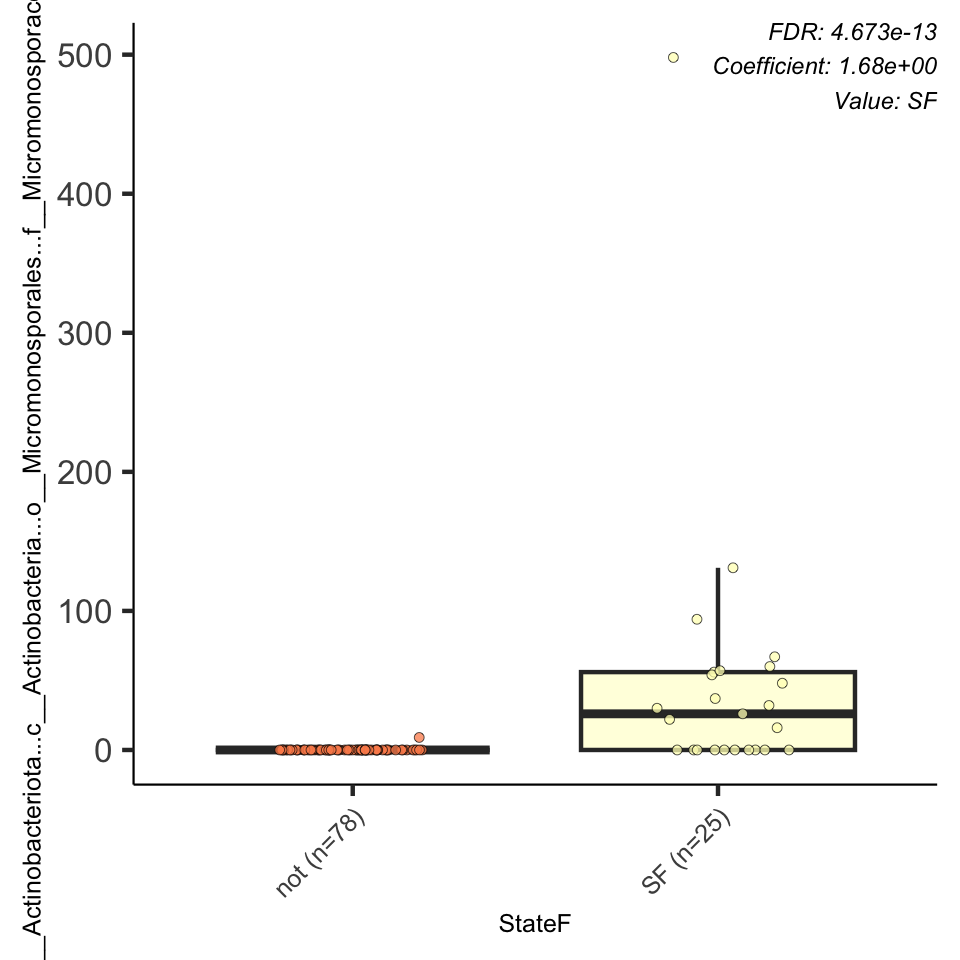 FDR: 4.673e-13
Coefficient: 1.68e+00
Value: SF
500
400
300
200
100
0
__Actinobacteriota...c__Actinobacteria...o__Micromonosporales...f__Micromonosporac
not (n=78)
SF (n=25)
StateF